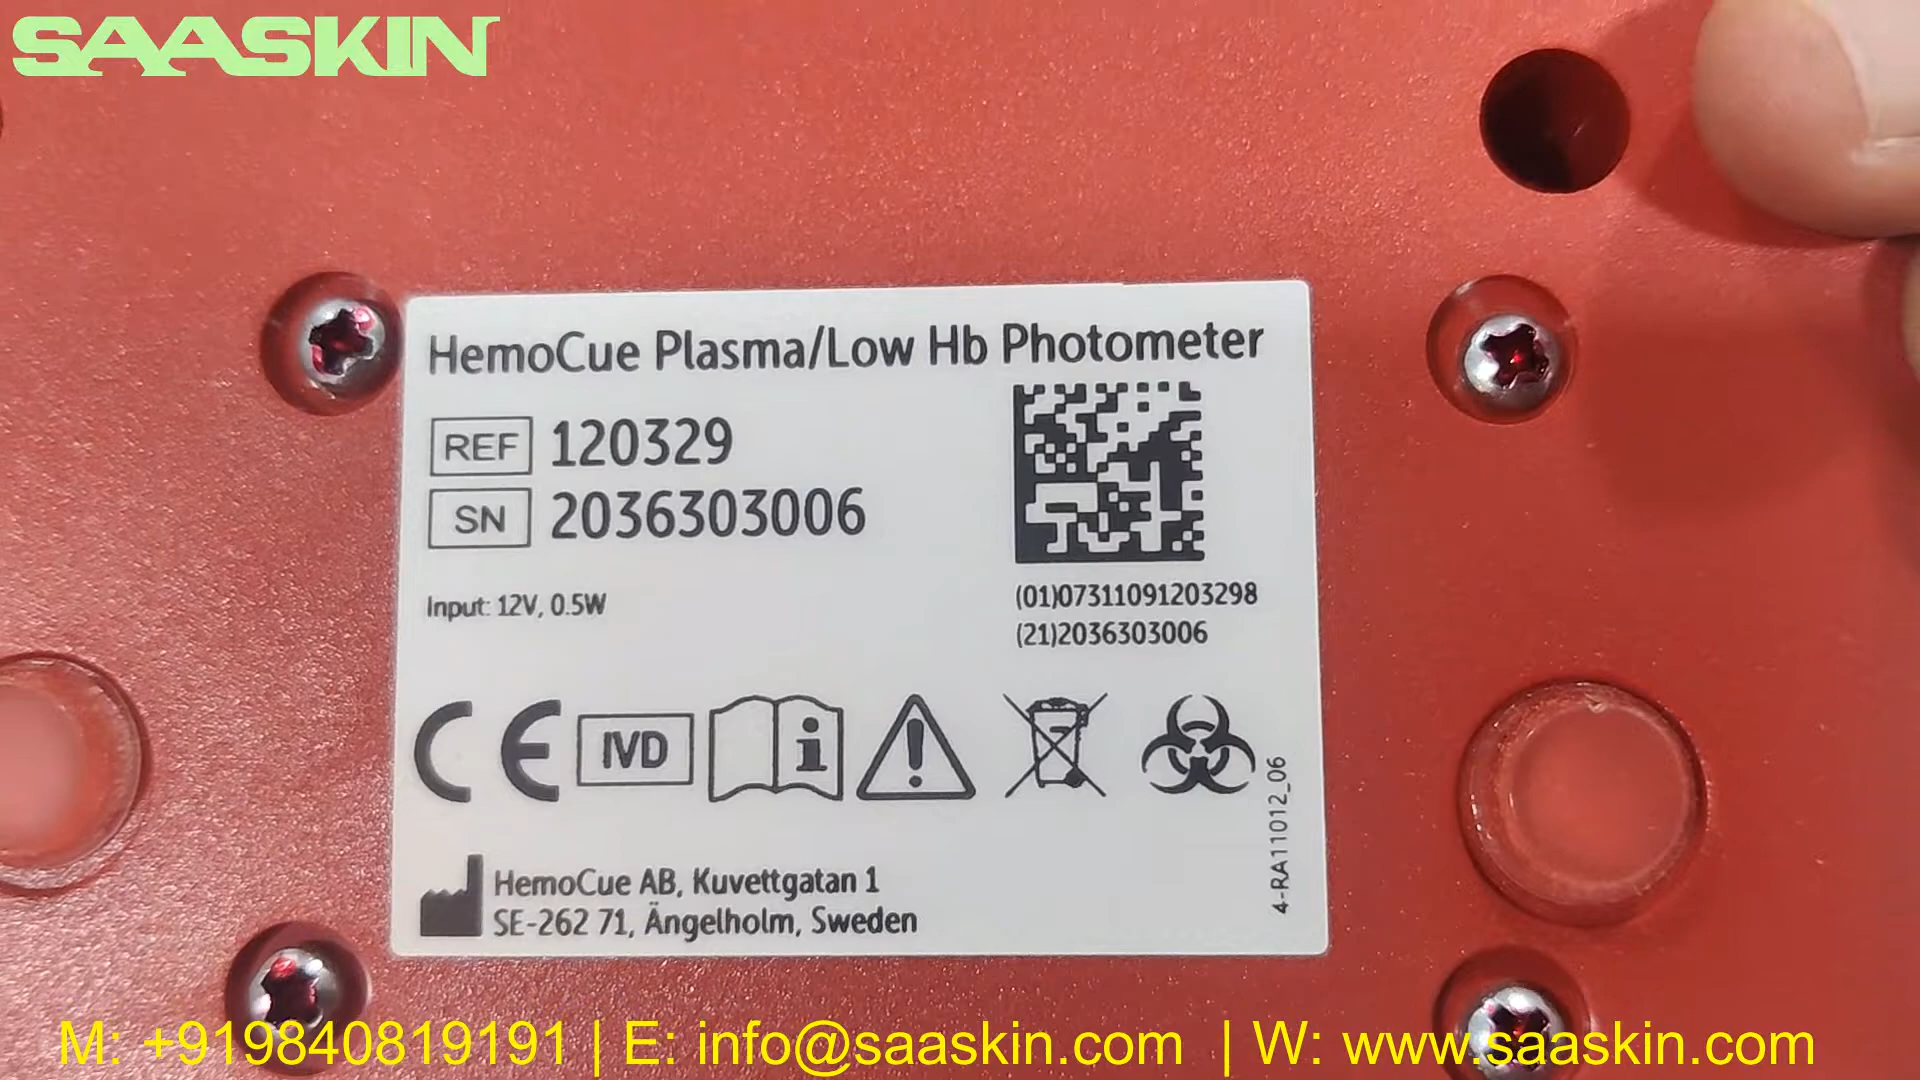 SAASKIN
HemoCue Plasma/Low Hb Photometer
REF 120329
SN 2036303006
Input: 12V, 0.5W
(01)07311091203298
(21)2036303006
CE IVD i !
4-RA11012_06
HemoCue AB, Kuvettgatan 1
SE-262 71, Ängelholm, Sweden
M: +919840819191 | E: info@saaskin.com | W: www.saaskin.com